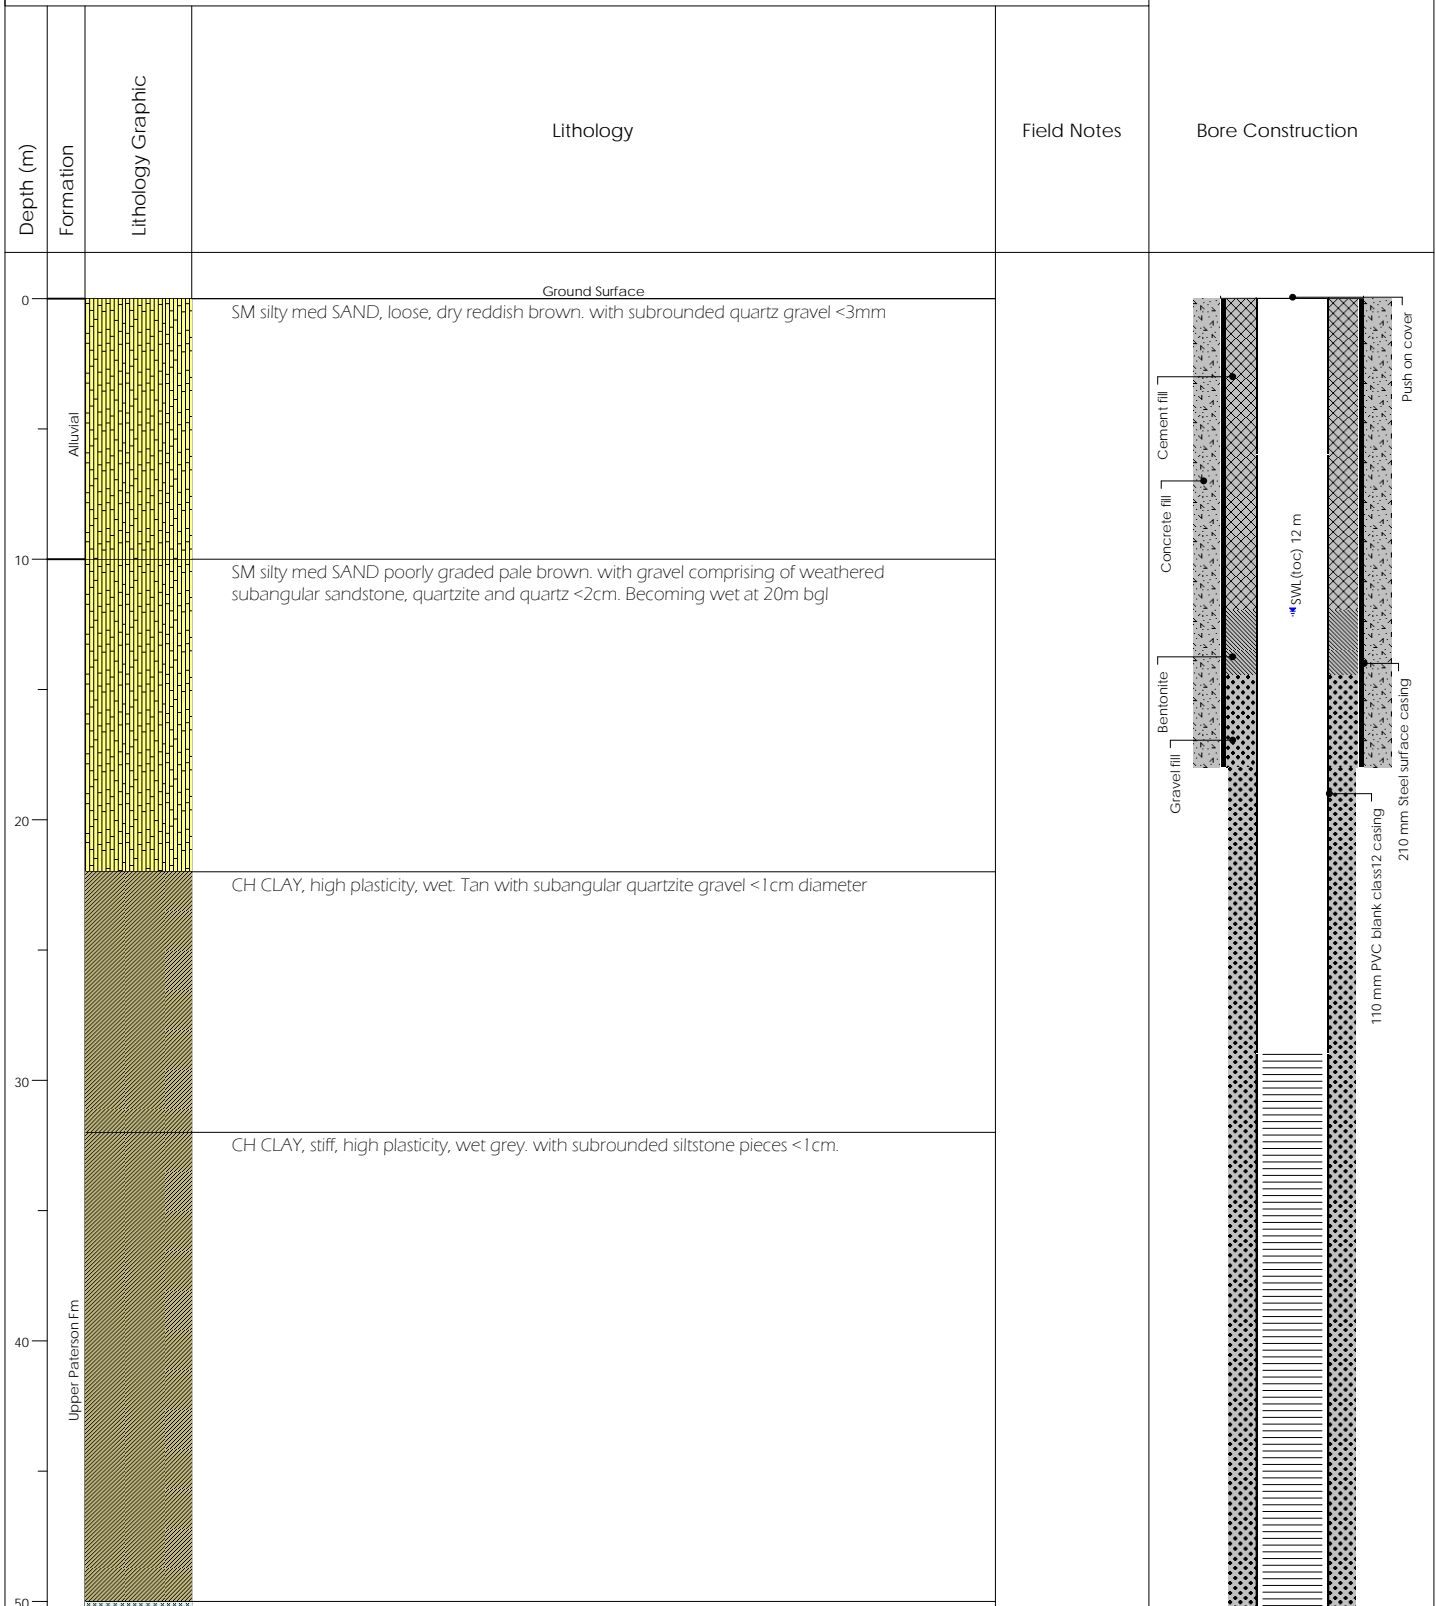 Depth (m)
Formation
Lithology Graphic
Lithology
Field Notes
Bore Construction
Ground Surface
0
SM silty med SAND, loose, dry reddish brown. with subrounded quartz gravel <3mm
Alluvial
10
SM silty med SAND poorly graded pale brown. with gravel comprising of weathered
subangular sandstone, quartzite and quartz <2cm. Becoming wet at 20m bgl
20
CH CLAY, high plasticity, wet. Tan with subangular quartzite gravel <1cm diameter
30
CH CLAY, stiff, high plasticity, wet grey. with subrounded siltstone pieces <1cm.
Upper Paterson Fm
40
50
Push on cover
Cement fill
Concrete fill
SWL(toc) 12 m
Bentonite
Gravel fill
210 mm Steel surface casing
110 mm PVC blank class12 casing